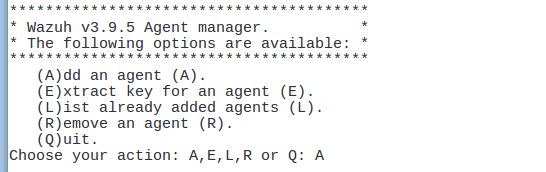 ****************************************
* Wazuh v3.9.5 Agent manager.          *
* The following options are available: *
****************************************
   (A)dd an agent (A).
   (E)xtract key for an agent (E).
   (L)ist already added agents (L).
   (R)emove an agent (R).
   (Q)uit.
Choose your action: A,E,L,R or Q: A